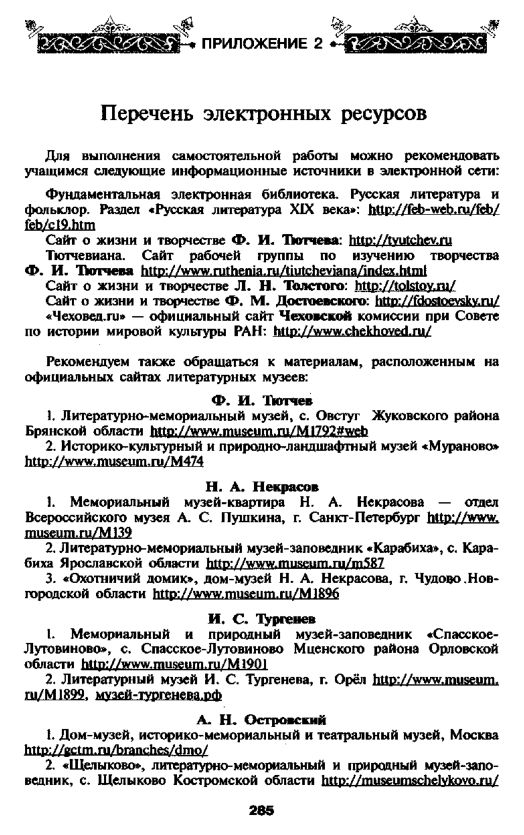 ПРИЛОЖЕНИЕ 2
Перечень электронных ресурсов
Для выполнения самостоятельной работы можно рекомендовать
учащимся следующие информационные источники в электронной сети:
Фундаментальная электронная библиотека. Русская литература и
фольклор. Раздел «Русская литература XIX века»: http://feb-web.ru/feb/
feb/c19.htm
Сайт о жизни и творчестве Ф. И. Тютчева: http://tyutchev.ru
Тютчевиана. Сайт рабочей группы по изучению творчества
Ф. И. Тютчева http://www.ruthenia.ru/tiutcheviana/index.html
Сайт о жизни и творчестве Л. Н. Толстого: http://tolstoy.ru/
Сайт о жизни и творчестве Ф. М. Достоевского: http://fdostoevsky.ru/
«Чеховед.ru» — официальный сайт Чеховской комиссии при Совете
по истории мировой культуры РАН: http://www.chekhoved.ru/
Рекомендуем также обращаться к материалам, расположенным на
официальных сайтах литературных музеев:
Ф. И. Тютчев
1. Литературно-мемориальный музей, с. Овстуг Жуковского района
Брянской области http://www.museum.ru/M1792#web
2. Историко-культурный и природно-ландшафтный музей «Мураново»
http://www.museum.ru/M474
Н. А. Некрасов
1. Мемориальный музей-квартира Н. А. Некрасова — отдел
Всероссийского музея А. С. Пушкина, г. Санкт-Петербург http://www.
museum.ru/M139
2. Литературно-мемориальный музей-заповедник «Карабиха», с. Кара-
биха Ярославской области http://www.museum.ru/m587
3. «Охотничий домик», дом-музей Н. А. Некрасова, г. Чудово .Нов-
городской области http://www.museum.ru/M1896
И. С. Тургенев
1. Мемориальный и природный музей-заповедник «Спасское-
Лутовиново», с. Спасское-Лутовиново Мценского района Орловской
области http://www.museum.ru/M1901
2. Литературный музей И. С. Тургенева, г. Орёл http://www.museum.
ru/M1899, музей-тургенева.рф
А. Н. Островский
1. Дом-музей, историко-мемориальный и театральный музей, Москва
http://gctm.ru/branches/dmo/
2. «Щелыково», литературно-мемориальный и природный музей-запо-
ведник, с. Щелыково Костромской области http://museumschelykovo.ru/
285